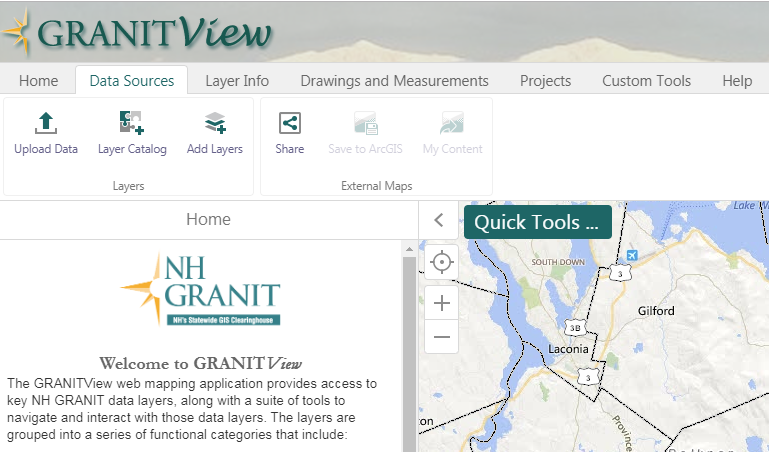 GRANITView
Home Data Sources Layer Info Drawings and Measurements Projects Custom Tools Help
Upload Data Layer Catalog Add Layers Share Save to ArcGIS My Content
Layers External Maps
Home
Quick Tools ...
NH
GRANIT
NH's Statewide GIS Clearinghouse
Welcome to GRANITView
The GRANITView web mapping application provides access to
key NH GRANIT data layers, along with a suite of tools to
navigate and interact with those data layers. The layers are
grouped into a series of functional categories that include:
Lake
SOUTH DOWN
3
Gilford
3B
Laconia
3
Province